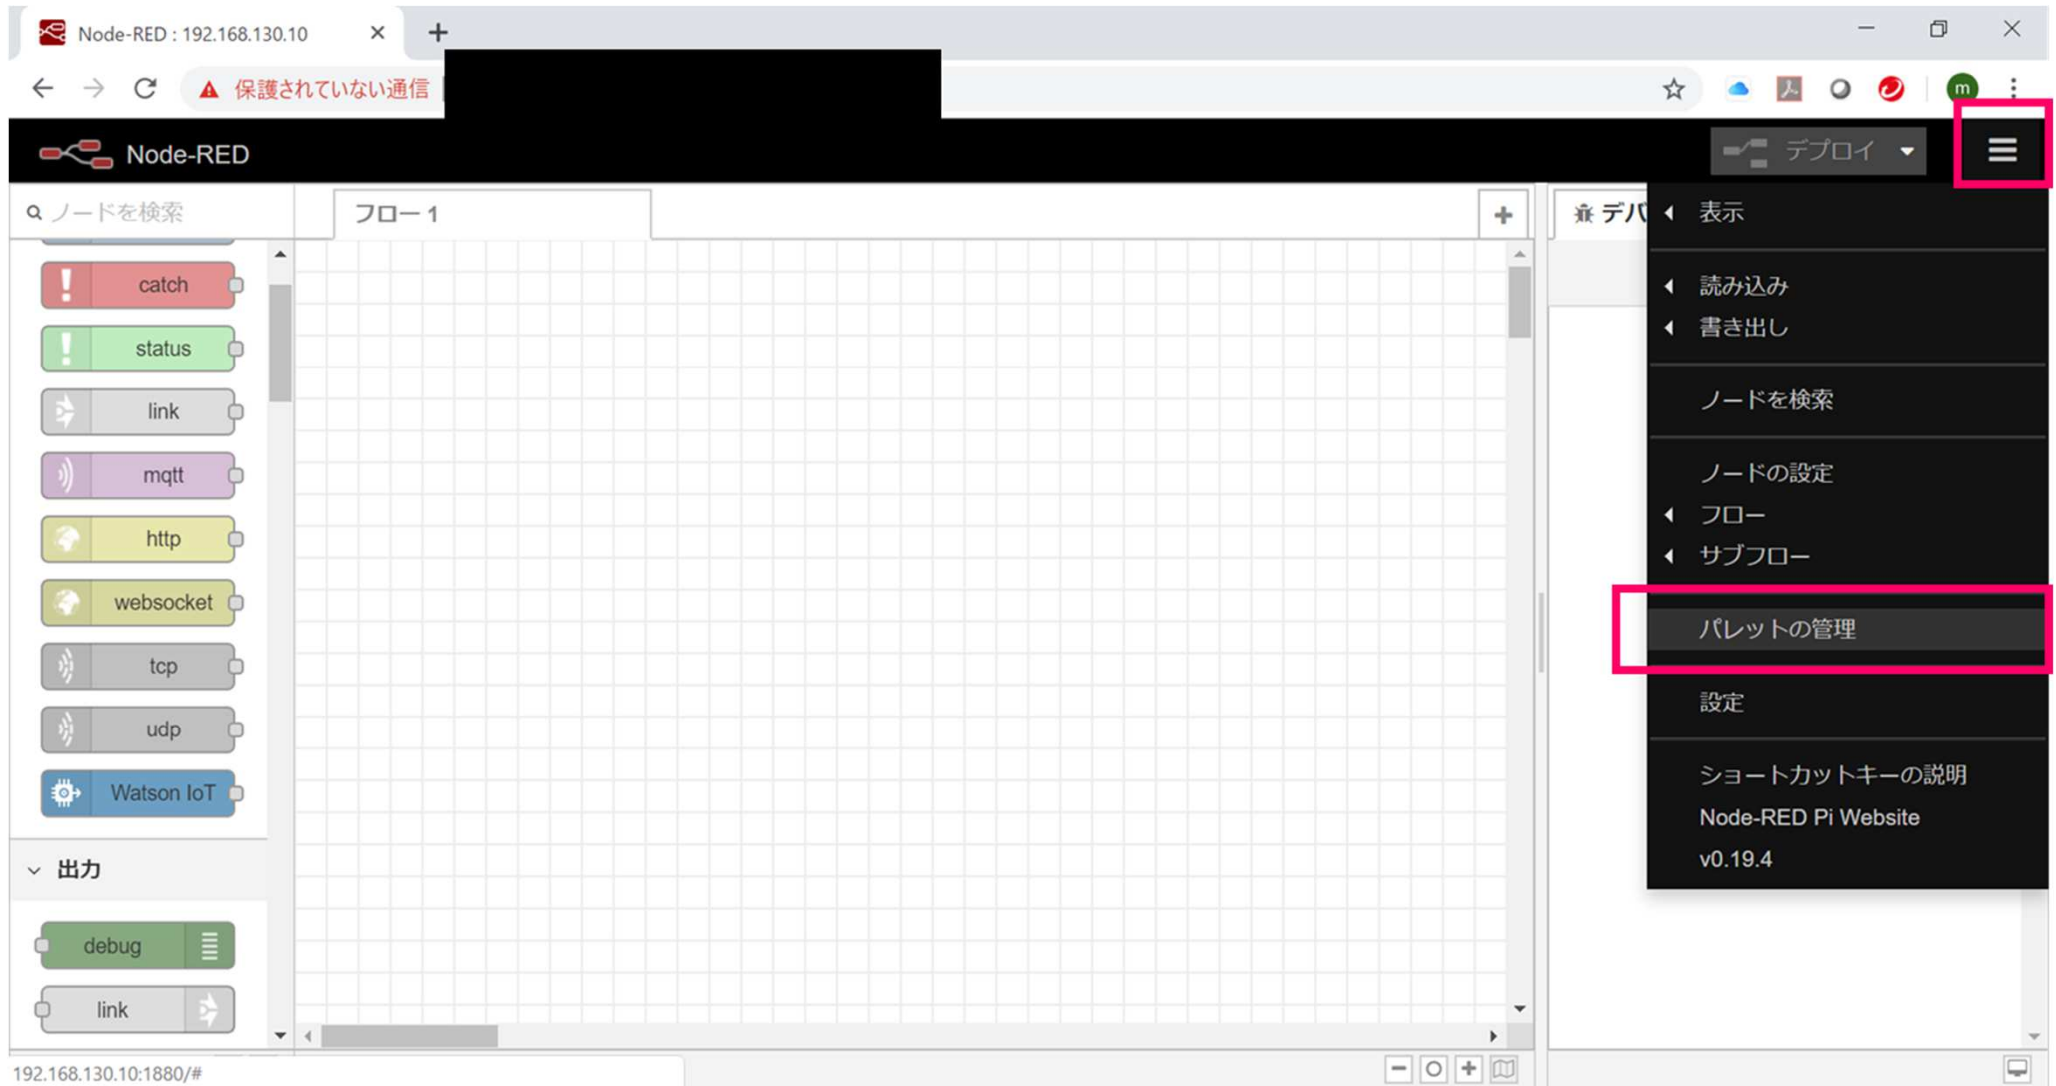 Node-RED : 192.168.130.10
保護されていない通信
m
Node-RED
デプロイ
ノードを検索
フロー 1
デバ
表示
読み込み
書き出し
ノードを検索
ノードの設定
フロー
サブフロー
パレットの管理
設定
ショートカットキーの説明
Node-RED Pi Website
v0.19.4
catch
status
link
mqtt
http
websocket
tcp
udp
Watson IoT
出力
debug
link
192.168.130.10:1880/#